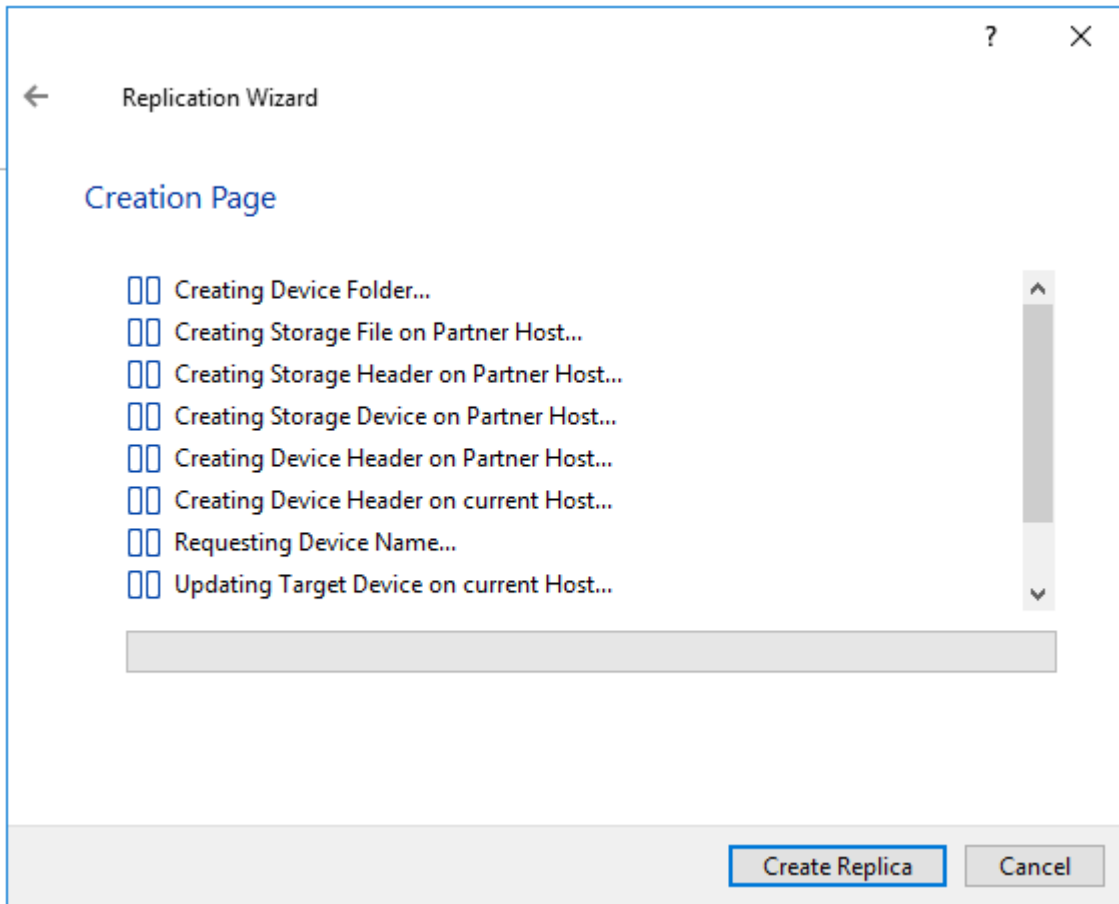 ?
Replication Wizard
Creation Page
Creating Device Folder...
Creating Storage File on Partner Host...
Creating Storage Header on Partner Host...
Creating Storage Device on Partner Host...
Creating Device Header on Partner Host...
Creating Device Header on current Host...
Requesting Device Name...
Updating Target Device on current Host...
Create Replica
Cancel